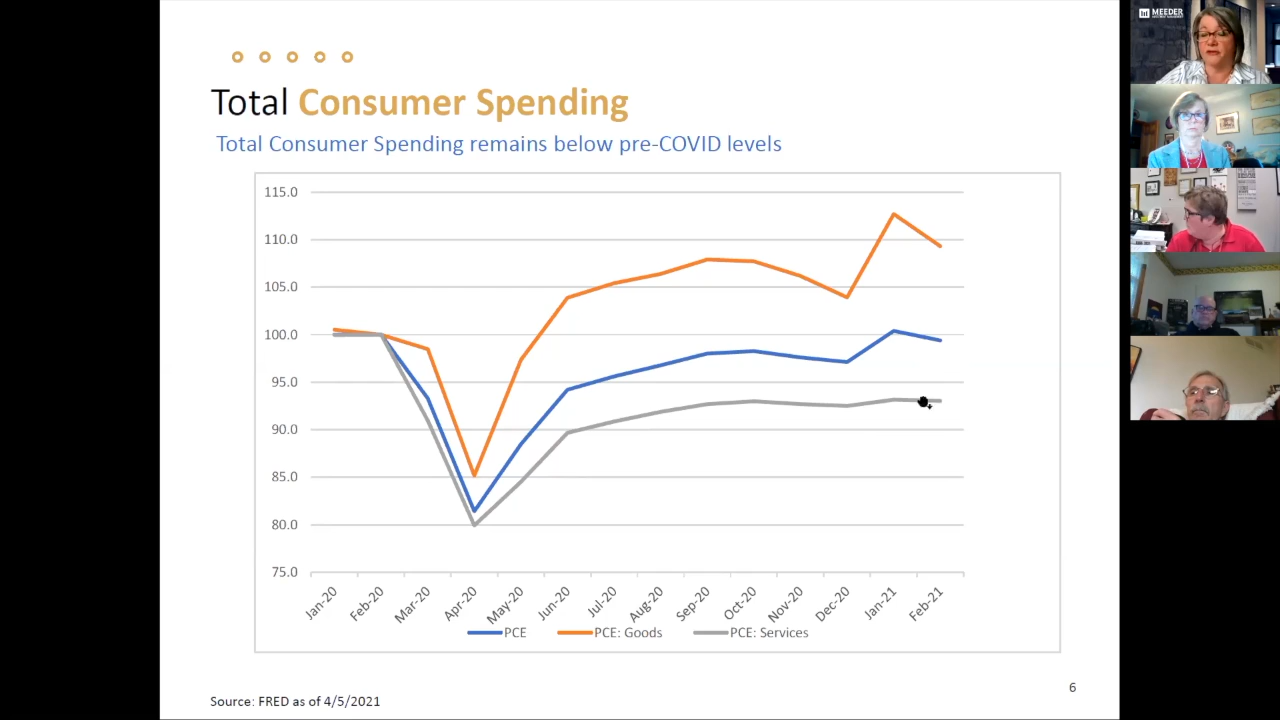 Total Consumer Spending
Total Consumer Spending remains below pre-COVID levels
115.0
110.0
105.0
100.0
95.0
90.0
85.0
80.0
75.0
Jan-20 Feb-20 Mar-20 Apr-20 May-20 Jun-20 Jul-20 Aug-20 Sep-20 Oct-20 Nov-20 Dec-20 Jan-21 Feb-21
PCE PCE: Goods PCE: Services
Source: FRED as of 4/5/2021
6
MEEDER